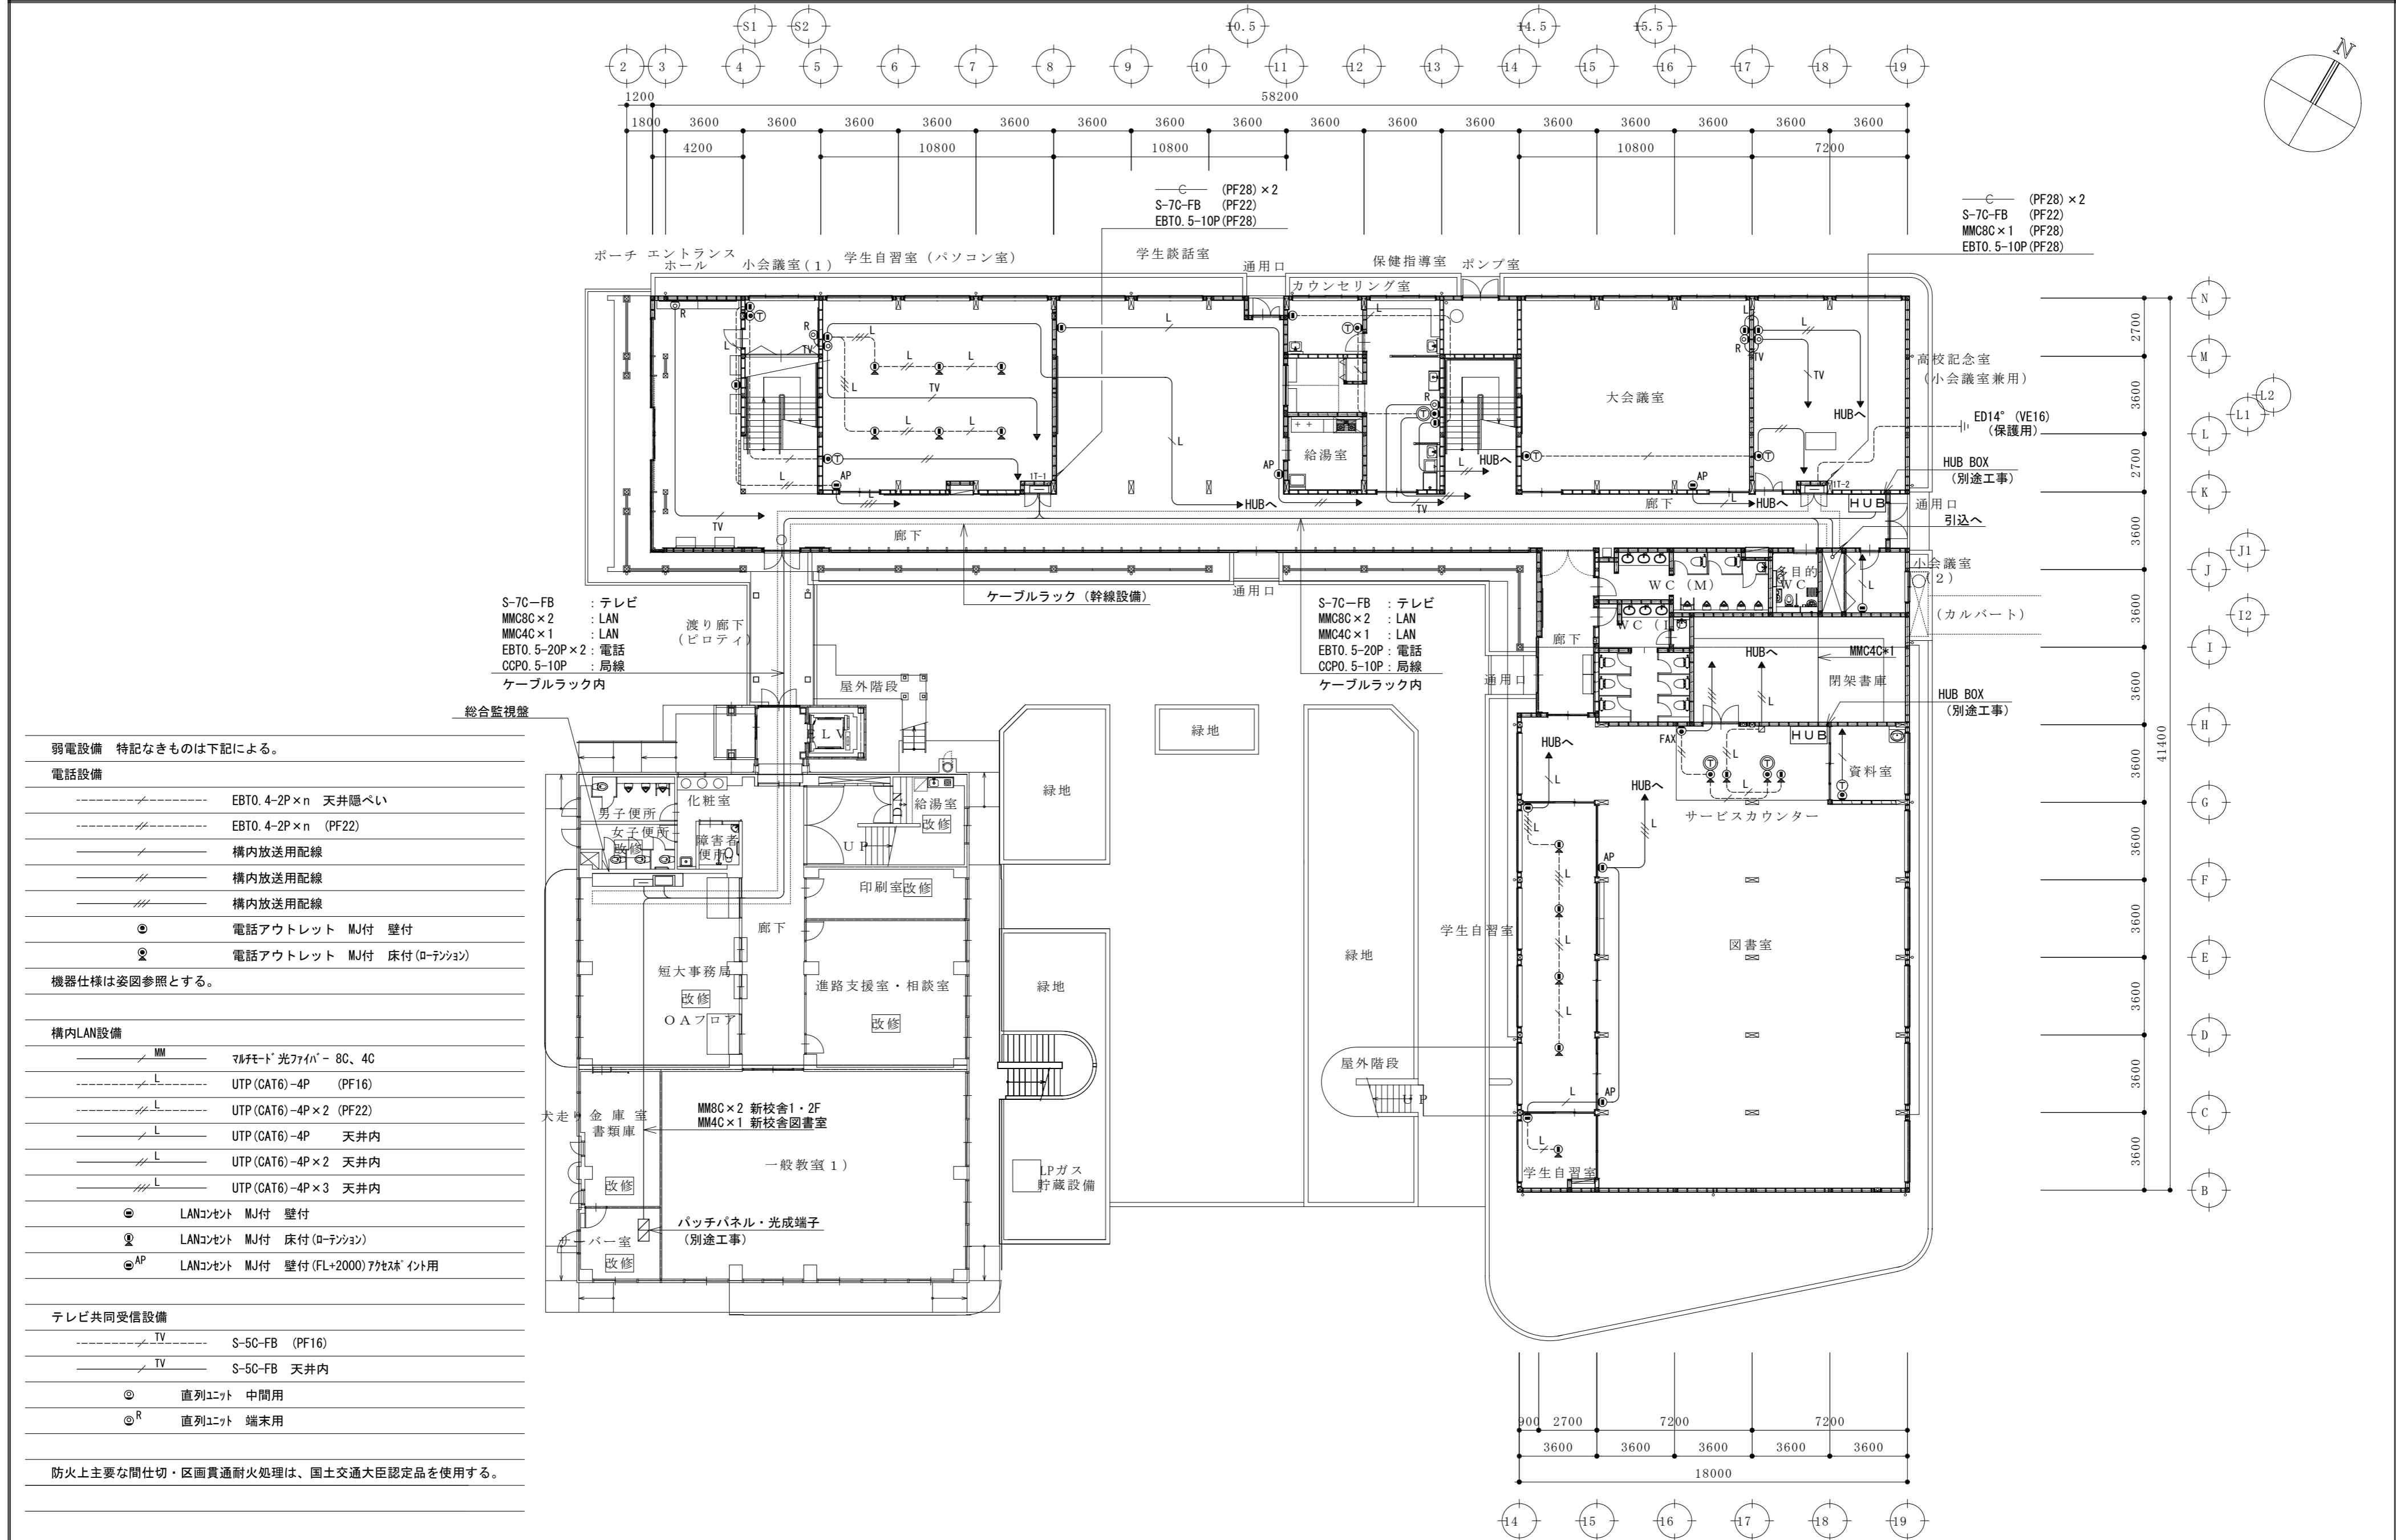 S1 S2 10.5 14.5 15.5
2 3 4 5 6 7 8 9 10 11 12 13 14 15 16 17 18 19
N
1200 58200
1800 3600 3600 3600 3600 3600 3600 3600 3600 3600 3600 3600 3600 3600 3600 3600 3600
4200 10800 10800 10800 7200
C (PF28)×2
S-7C-FB (PF22)
EBT0.5-10P(PF28)
C (PF28)×2
S-7C-FB (PF22)
MMC8C×1 (PF28)
EBT0.5-10P(PF28)
ポーチ エントランス
ホール
小会議室(1)
学生自習室(パソコン室)
学生談話室
通用口
保健指導室
ポンプ室
カウンセリング室
大会議室
高校記念室
(小会議室兼用)
HUBへ
ED14°(VE16)
(保護用)
HUB BOX
(別途工事)
給湯室
HUBへ
1T-1
1T-2
AP
TV
HUBへ
TV
HUBへ
廊下
HUB
通用口
引込へ
廊下
小会議室
(2)
(カルバート)
WC(M)
多目的
WC
WC(L)
ケーブルラック(幹線設備)
通用口
S-7C-FB :テレビ
MMC8C×2 :LAN
MMC4C×1 :LAN
EBT0.5-20P×2:電話
CCP0.5-10P :局線
ケーブルラック内
渡り廊下
(ピロティ)
屋外階段
S-7C-FB :テレビ
MMC8C×2 :LAN
MMC4C×1 :LAN
EBT0.5-20P:電話
CCP0.5-10P:局線
ケーブルラック内
廊下
通用口
HUBへ
MMC4C*1
閉架書庫
HUB BOX
(別途工事)
総合監視盤
ELV
緑地
HUBへ
FAX
HUB
資料室
HUBへ
サービスカウンター
弱電設備 特記なきものは下記による。
電話設備
EBT0.4-2P×n 天井隠ぺい
EBT0.4-2P×n (PF22)
構内放送用配線
構内放送用配線
構内放送用配線
電話アウトレット MJ付 壁付
電話アウトレット MJ付 床付(ローテンション)
機器仕様は姿図参照とする。
構内LAN設備
MM マルチモード光ファイバー 8C、4C
L UTP(CAT6)-4P (PF16)
L UTP(CAT6)-4P×2 (PF22)
L UTP(CAT6)-4P 天井内
L UTP(CAT6)-4P×2 天井内
L UTP(CAT6)-4P×3 天井内
LANコンセント MJ付 壁付
LANコンセント MJ付 床付(ローテンション)
AP LANコンセント MJ付 壁付(FL+2000)アクセスポイント用
テレビ共同受信設備
TV S-5C-FB (PF16)
TV S-5C-FB 天井内
直列ユニット 中間用
R 直列ユニット 端末用
防火上主要な間仕切・区画貫通耐火処理は、国土交通大臣認定品を使用する。
男子便所
化粧室
女子便所
改修
障害者
便所
給湯室
改修
UP
DN
印刷室 改修
廊下
短大事務局
改修
OAフロア
進路支援室・相談室
改修
緑地
緑地
緑地
犬走り
金庫室
書類庫
改修
MM8C×2 新校舎1・2F
MM4C×1 新校舎図書室
一般教室(1)
サーバー室
改修
パッチパネル・光成端子
(別途工事)
LPガス
貯蔵設備
屋外階段
UP
学生自習室
AP
図書室
AP
学生自習室
N
M
L2
L1
L
K
J1
J
I2
I
H
G
F
E
D
C
B
2700
3600
2700
3600
3600
3600
3600
3600
3600
3600
3600
3600
3600
41400
900 2700 7200 7200
3600 3600 3600 3600 3600
18000
14 15 16 17 18 19